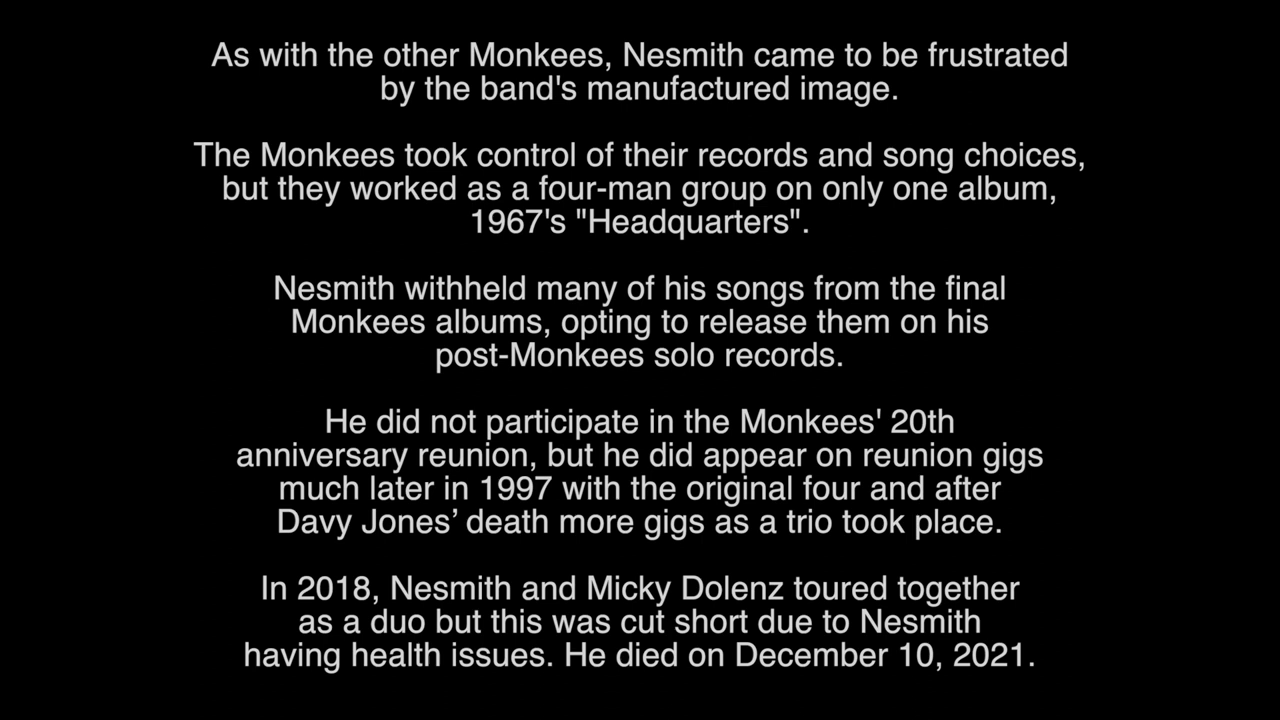 As with the other Monkees, Nesmith came to be frustrated
by the band's manufactured image.
The Monkees took control of their records and song choices,
but they worked as a four-man group on only one album,
1967's "Headquarters".
Nesmith withheld many of his songs from the final
Monkees albums, opting to release them on his
post-Monkees solo records.
He did not participate in the Monkees' 20th
anniversary reunion, but he did appear on reunion gigs
much later in 1997 with the original four and after
Davy Jones’ death more gigs as a trio took place.
In 2018, Nesmith and Micky Dolenz toured together
as a duo but this was cut short due to Nesmith
having health issues. He died on December 10, 2021.